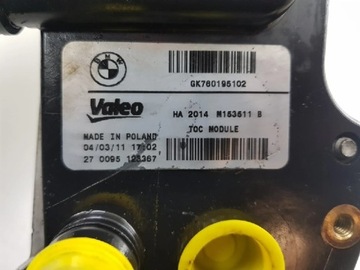 BMW
GK760195102
Valeo
HA 2014 M153511 B
TOC MODULE
MADE IN POLAND
04/03/11 17:02
27 0095 123367